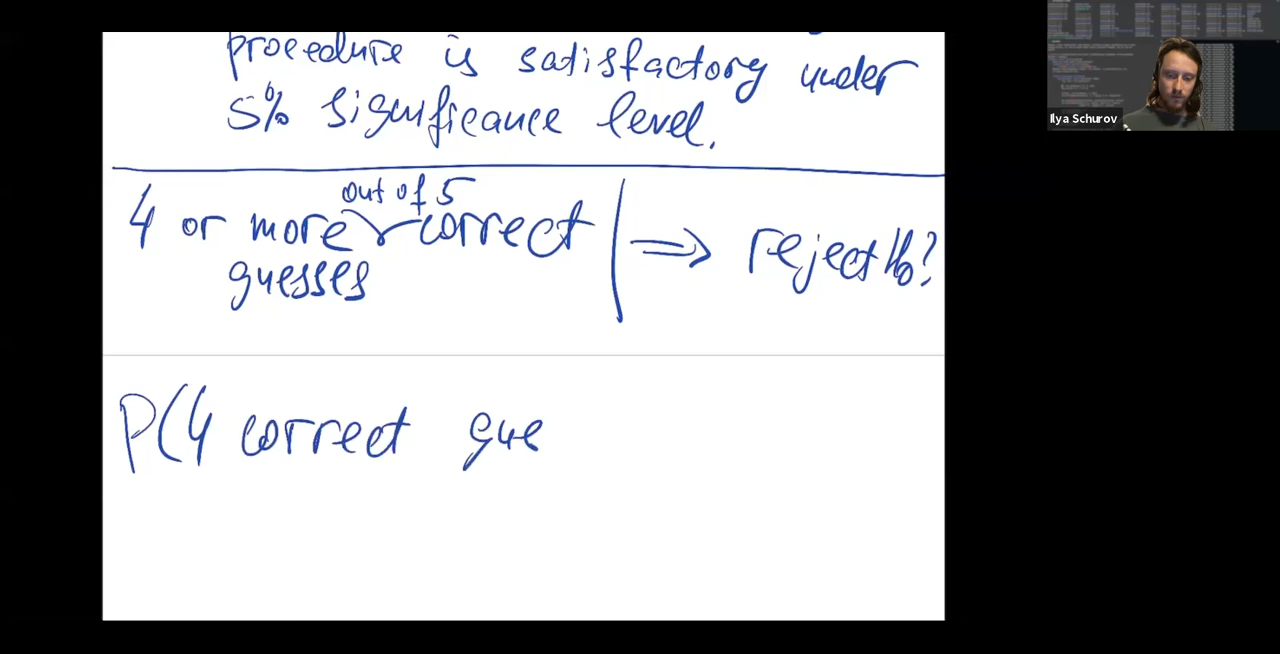 procedure is satisfactory under
5% significance level.
out of 5
4 or more correct
guesses
=> reject H₀?
P(4 correct gue
Ilya Schurov